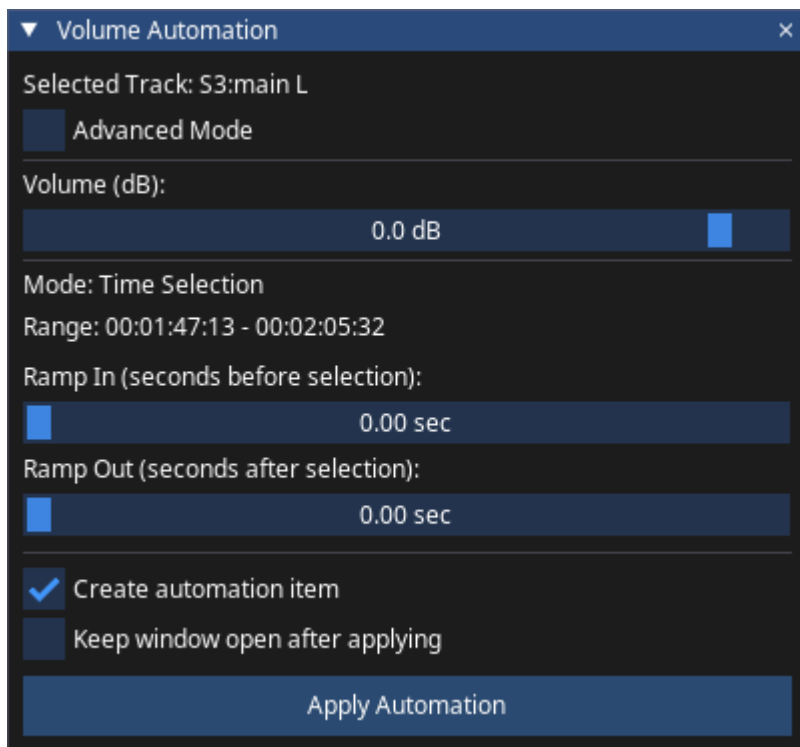 Volume Automation
Selected Track: S3:main L
Advanced Mode
Volume (dB):
0.0 dB
Mode: Time Selection
Range: 00:01:47:13 - 00:02:05:32
Ramp In (seconds before selection):
0.00 sec
Ramp Out (seconds after selection):
0.00 sec
Create automation item
Keep window open after applying
Apply Automation